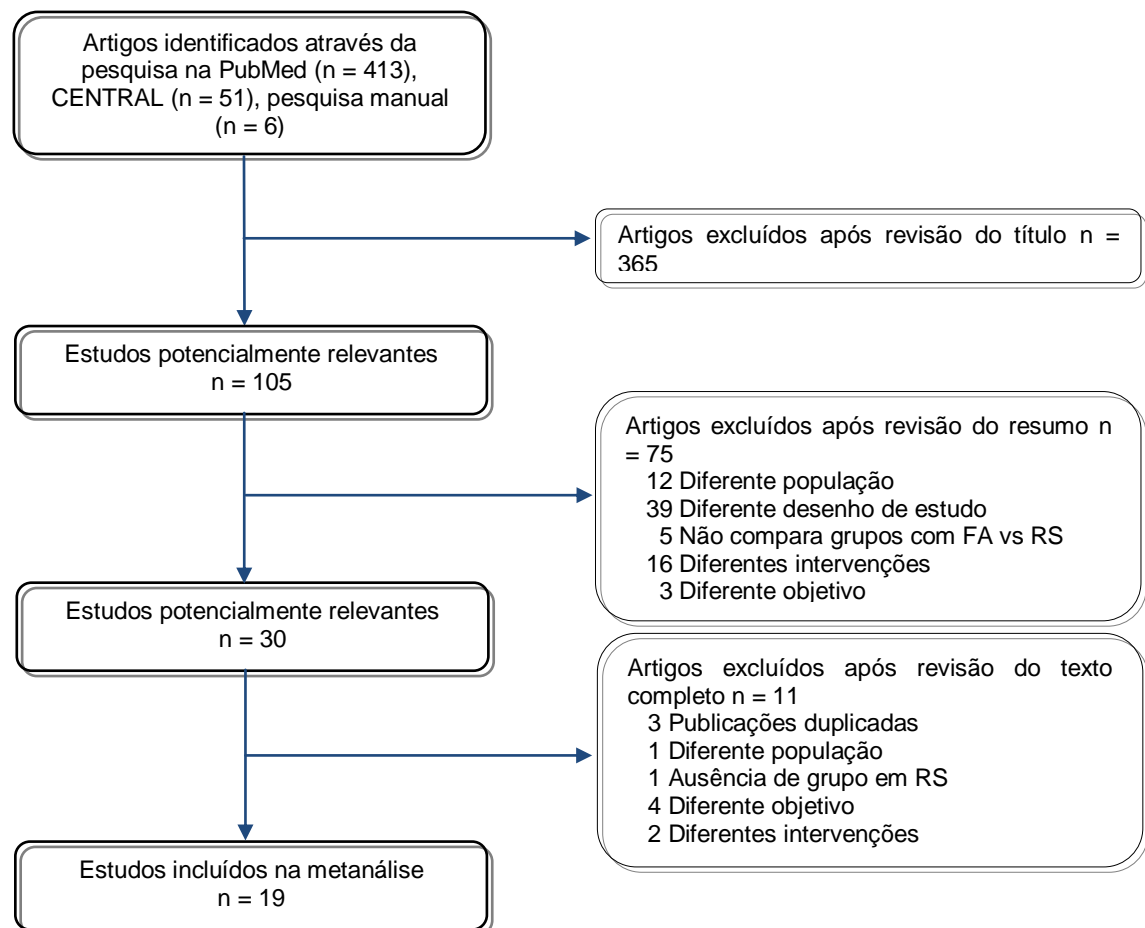 Artigos identificados através da
pesquisa na PubMed (n = 413),
CENTRAL (n = 51), pesquisa manual
(n = 6)
Artigos excluídos após revisão do título n =
365
Estudos potencialmente relevantes
n = 105
Artigos excluídos após revisão do resumo n
= 75
12 Diferente população
39 Diferente desenho de estudo
5 Não compara grupos com FA vs RS
16 Diferentes intervenções
3 Diferente objetivo
Estudos potencialmente relevantes
n = 30
Artigos excluídos após revisão do texto
completo n = 11
3 Publicações duplicadas
1 Diferente população
1 Ausência de grupo em RS
4 Diferente objetivo
2 Diferentes intervenções
Estudos incluídos na metanálise
n = 19